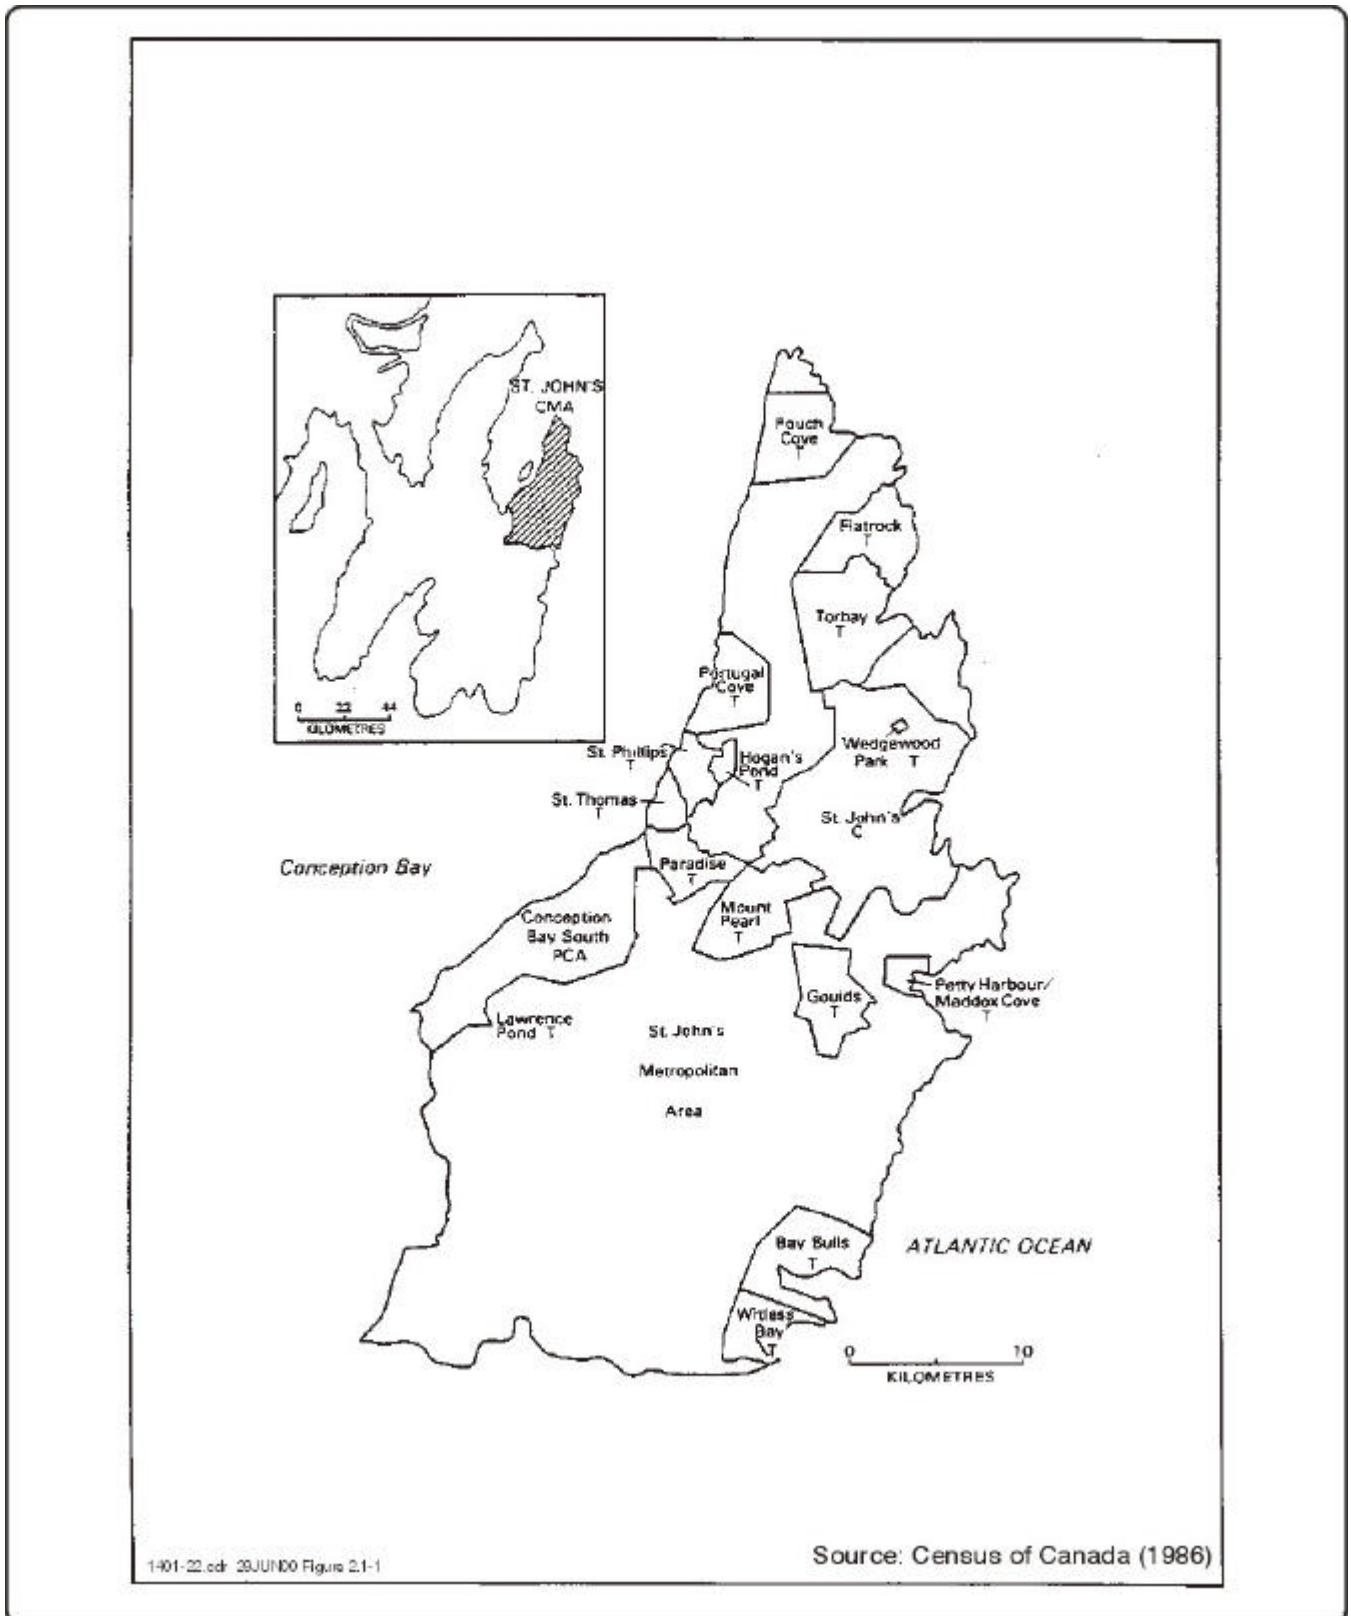 ST. JOHN'S
CMA
0 22 44
KILOMETRES
Pouch
Cove
T
Flatrock
T
Torbay
T
Portugal
Cove
T
St. Phillips
T
Hogan's
Pond
T
Wedgewood
Park T
St. Thomas
T
St. John's
C
Conception Bay
Paradise
T
Mount
Pearl
T
Conception
Bay South
PCA
Goulds
T
Petty Harbour/
Maddox Cove
T
Lawrence
Pond T
St. John's
Metropolitan
Area
Bay Bulls
T
ATLANTIC OCEAN
Witless
Bay
T
0 10
KILOMETRES
1401-22.cdr 29JUN00 Figure 2.1-1
Source: Census of Canada (1986)